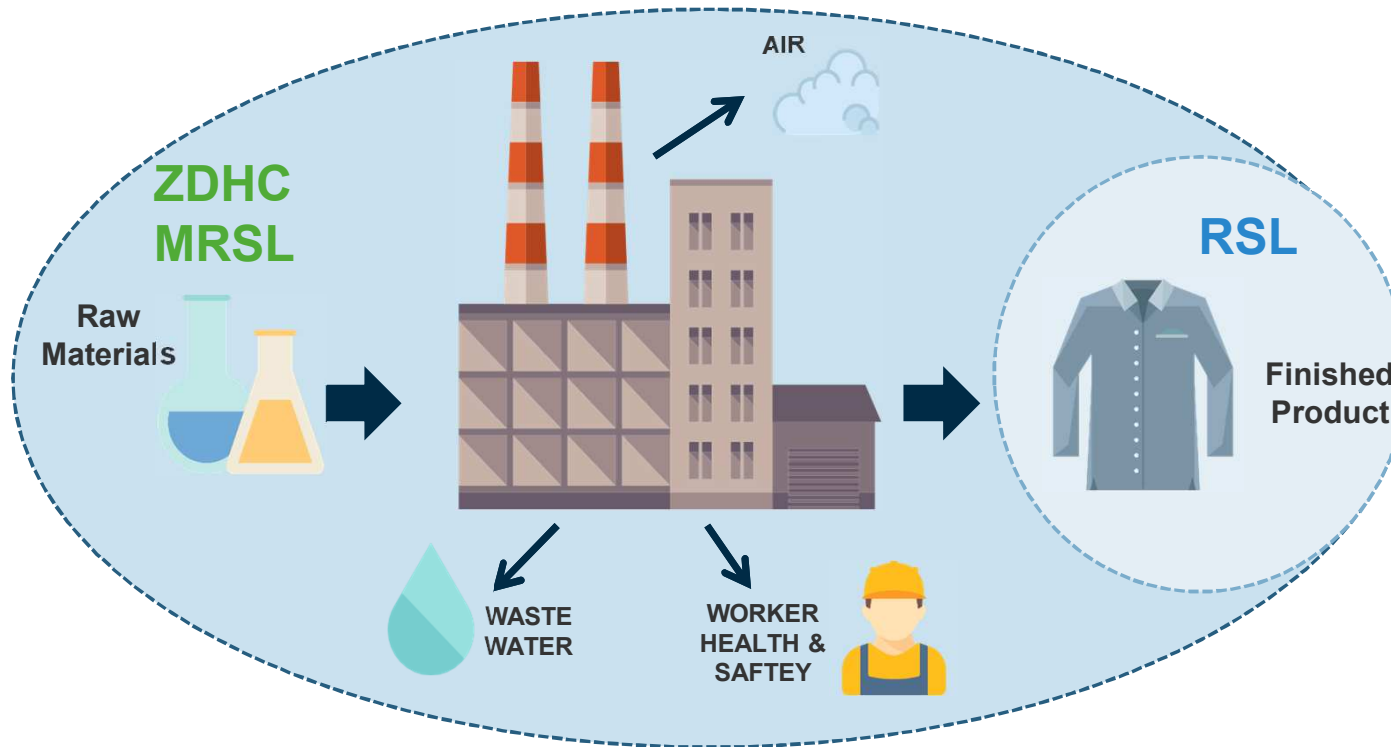 AIR
ZDHC
MRSL
RSL
Raw
Materials
Finished
Product
WASTE
WATER
WORKER
HEALTH &
SAFTEY